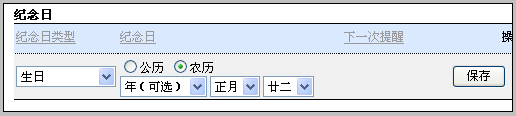 纪念日
纪念日类型 纪念日 下一次提醒 操
公历 农历
生日 年(可选) 正月 廿二 保存